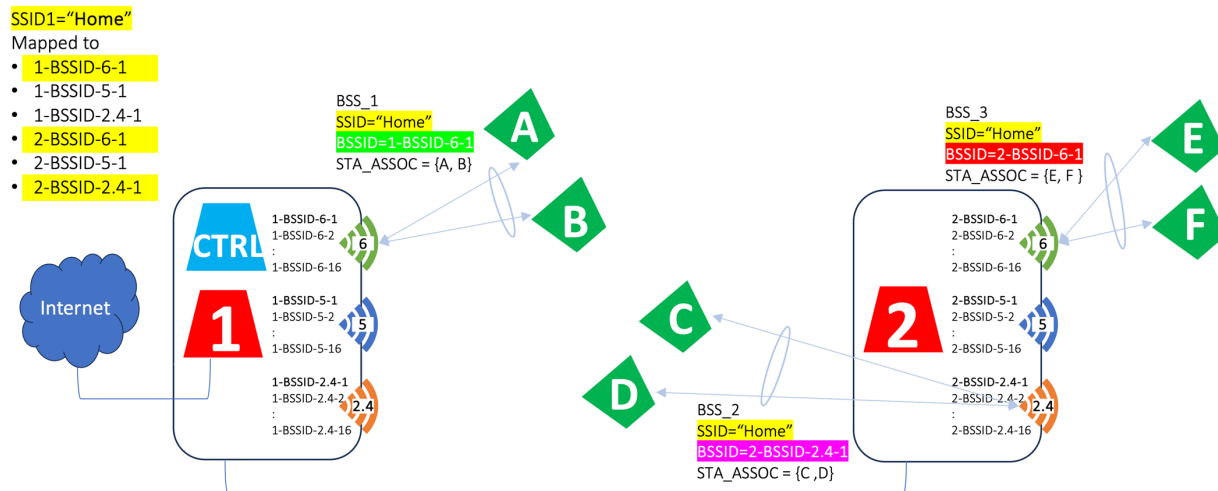 SSID1=“Home”
Mapped to
• 1-BSSID-6-1
• 1-BSSID-5-1
• 1-BSSID-2.4-1
• 2-BSSID-6-1
• 2-BSSID-5-1
• 2-BSSID-2.4-1
BSS_1
SSID=“Home”
BSSID=1-BSSID-6-1
STA_ASSOC = {A, B}
A
B
CTRL
1
Internet
1-BSSID-6-1
1-BSSID-6-2
:
1-BSSID-6-16
6
1-BSSID-5-1
1-BSSID-5-2
:
1-BSSID-5-16
5
1-BSSID-2.4-1
1-BSSID-2.4-2
:
1-BSSID-2.4-16
2.4
C
D
BSS_2
SSID=“Home”
BSSID=2-BSSID-2.4-1
STA_ASSOC = {C ,D}
BSS_3
SSID=“Home”
BSSID=2-BSSID-6-1
STA_ASSOC = {E, F }
E
F
2
2-BSSID-6-1
2-BSSID-6-2
:
2-BSSID-6-16
6
2-BSSID-5-1
2-BSSID-5-2
:
2-BSSID-5-16
5
2-BSSID-2.4-1
2-BSSID-2.4-2
:
2-BSSID-2.4-16
2.4